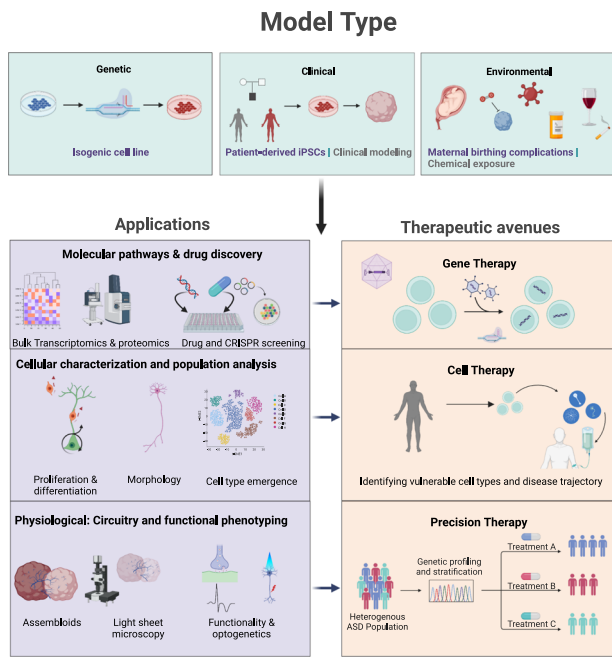 Model Type
Genetic
Isogenic cell line
Clinical
Patient-derived iPSCs | Clinical modeling
Environmental
Maternal birthing complications |
Chemical exposure
Applications
Therapeutic avenues
Molecular pathways & drug discovery
Bulk Transcriptomics & proteomics
Drug and CRISPR screening
Gene Therapy
Cellular characterization and population analysis
Proliferation &
differentiation
Morphology
Cell type emergence
Cell Therapy
Identifying vulnerable cell types and disease trajectory
Physiological: Circuitry and functional phenotyping
Assembloids
Light sheet
microscopy
Functionality &
optogenetics
Precision Therapy
Heterogenous
ASD Population
Genetic profiling
and stratification
Treatment A
Treatment B
Treatment C